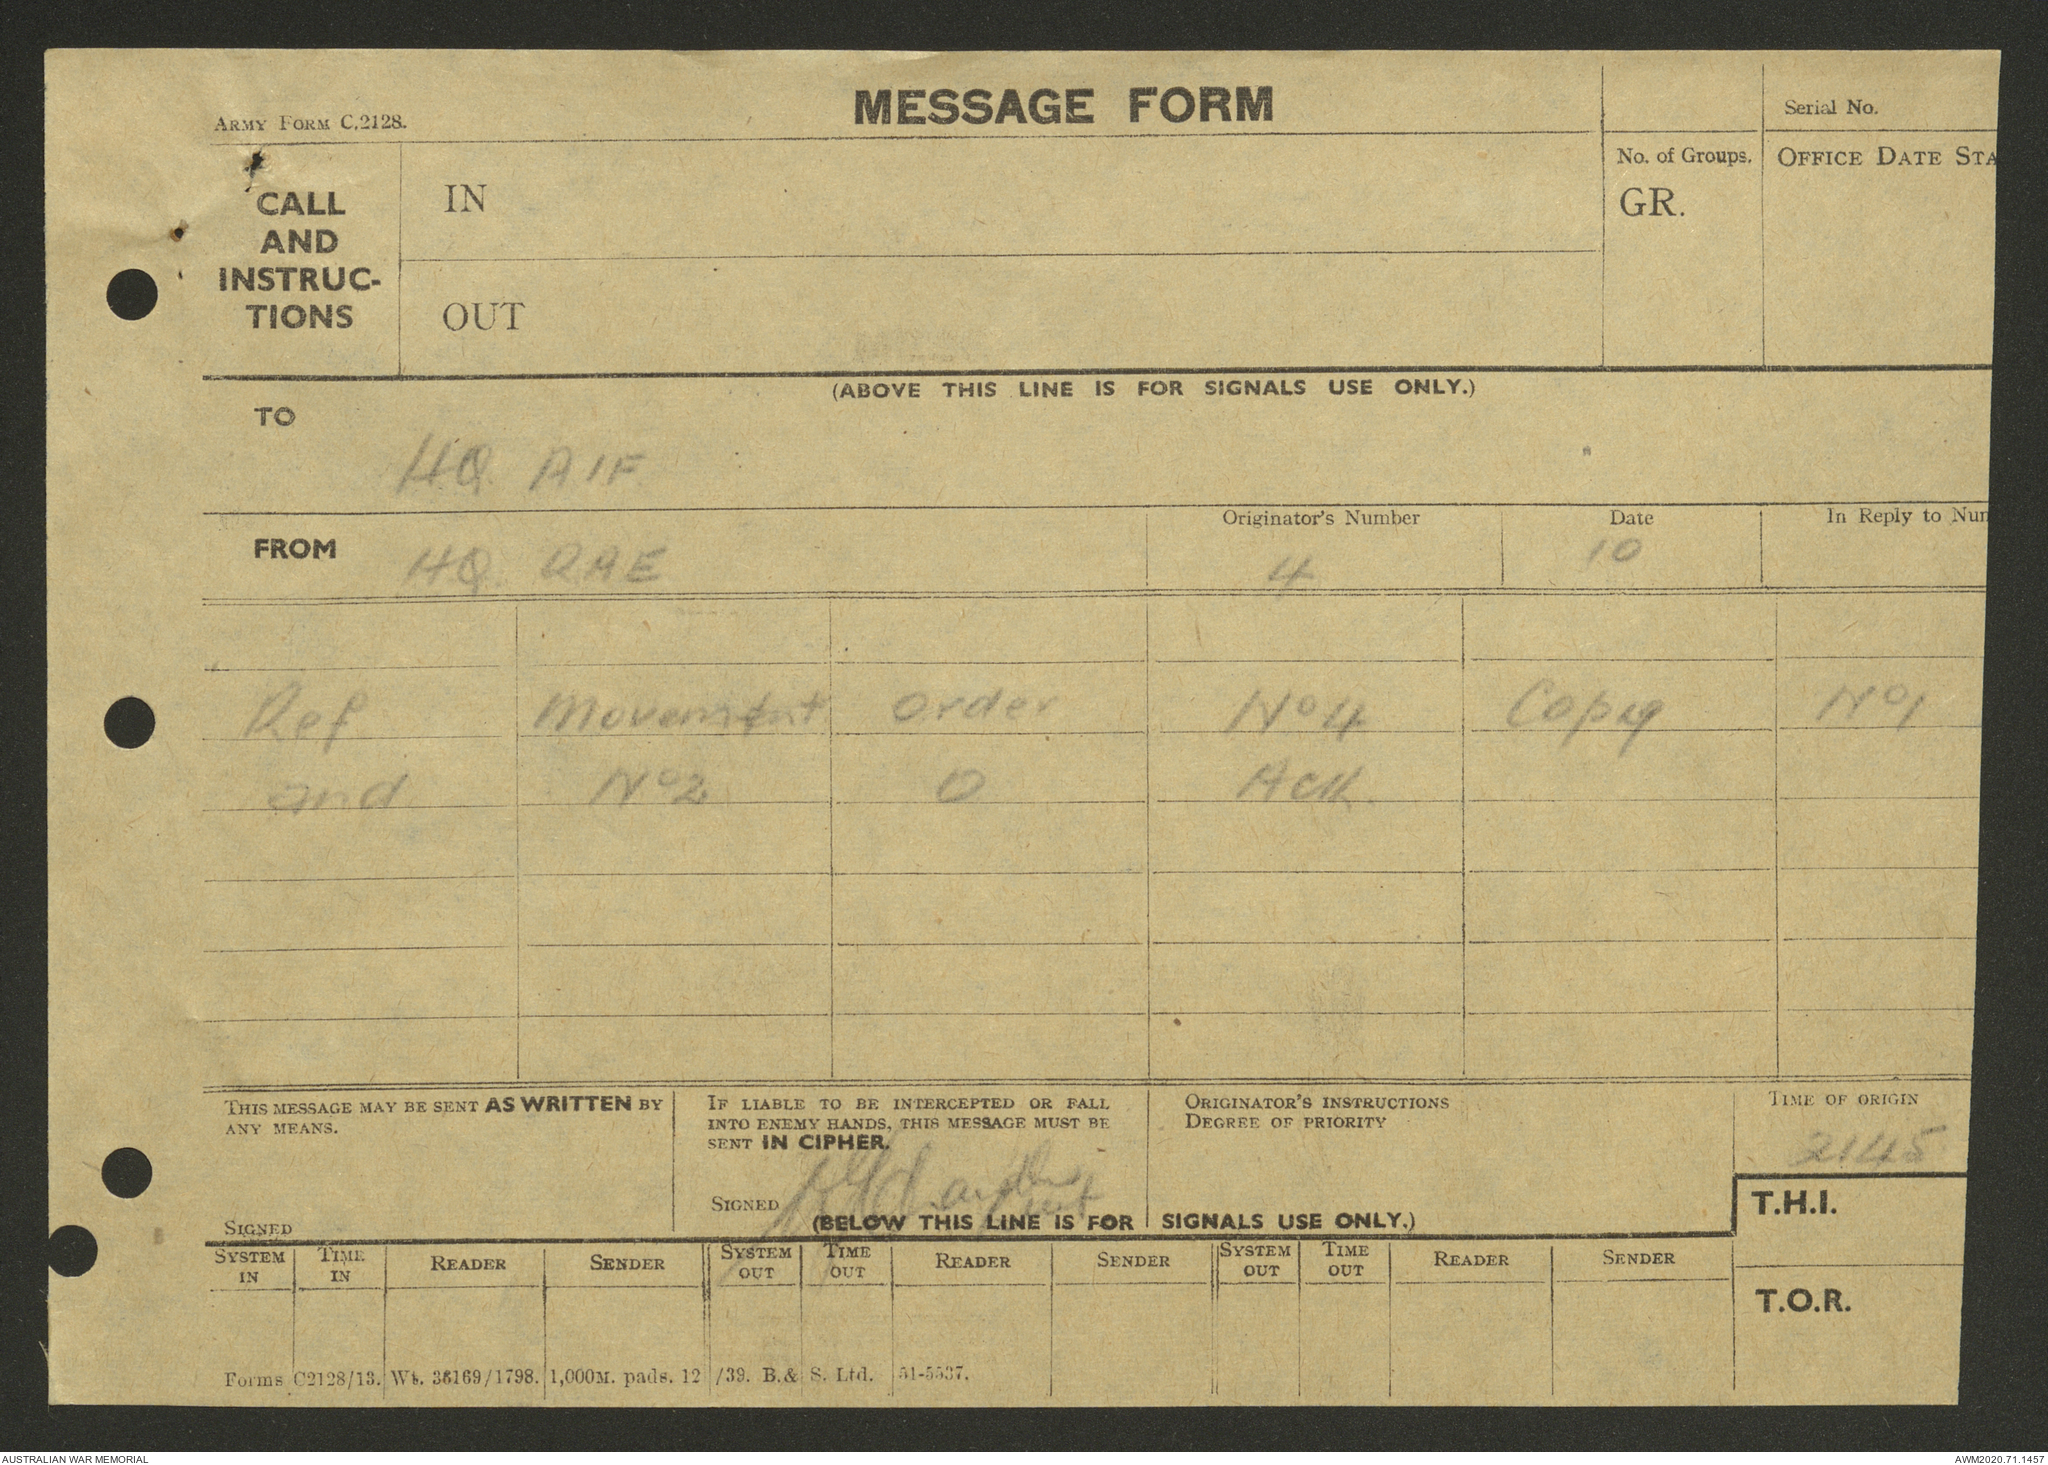 MESSAGE FORM
ARMY FORM C.2128.
Serial No.
CALL AND INSTRUC- TIONS
IN
OUT
No. of Groups.
GR.
OFFICE DATE STA
(ABOVE THIS LINE IS FOR SIGNALS USE ONLY.)
TO
HQ. AIF.
FROM
HQ. RAE
Originator's Number
4
Date
10
In Reply to Num
Ref Movement Order No 4 Copy No 1
and No 2 O Ack.
THIS MESSAGE MAY BE SENT AS WRITTEN BY
ANY MEANS.
SIGNED
IF LIABLE TO BE INTERCEPTED OR FALL
INTO ENEMY HANDS, THIS MESSAGE MUST BE
SENT IN CIPHER.
SIGNED
ORIGINATOR'S INSTRUCTIONS
DEGREE OF PRIORITY
TIME OF ORIGIN
2145
(BELOW THIS LINE IS FOR SIGNALS USE ONLY.)
T.H.I.
SYSTEM IN TIME IN READER SENDER SYSTEM OUT TIME OUT READER SENDER SYSTEM OUT TIME OUT READER SENDER
T.O.R.
Forms C2128/13. Wt. 36169/1798. 1,000M. pads. 12/39. B.& S. Ltd. 51-5537.
AUSTRALIAN WAR MEMORIAL
AWM2020.71.1457